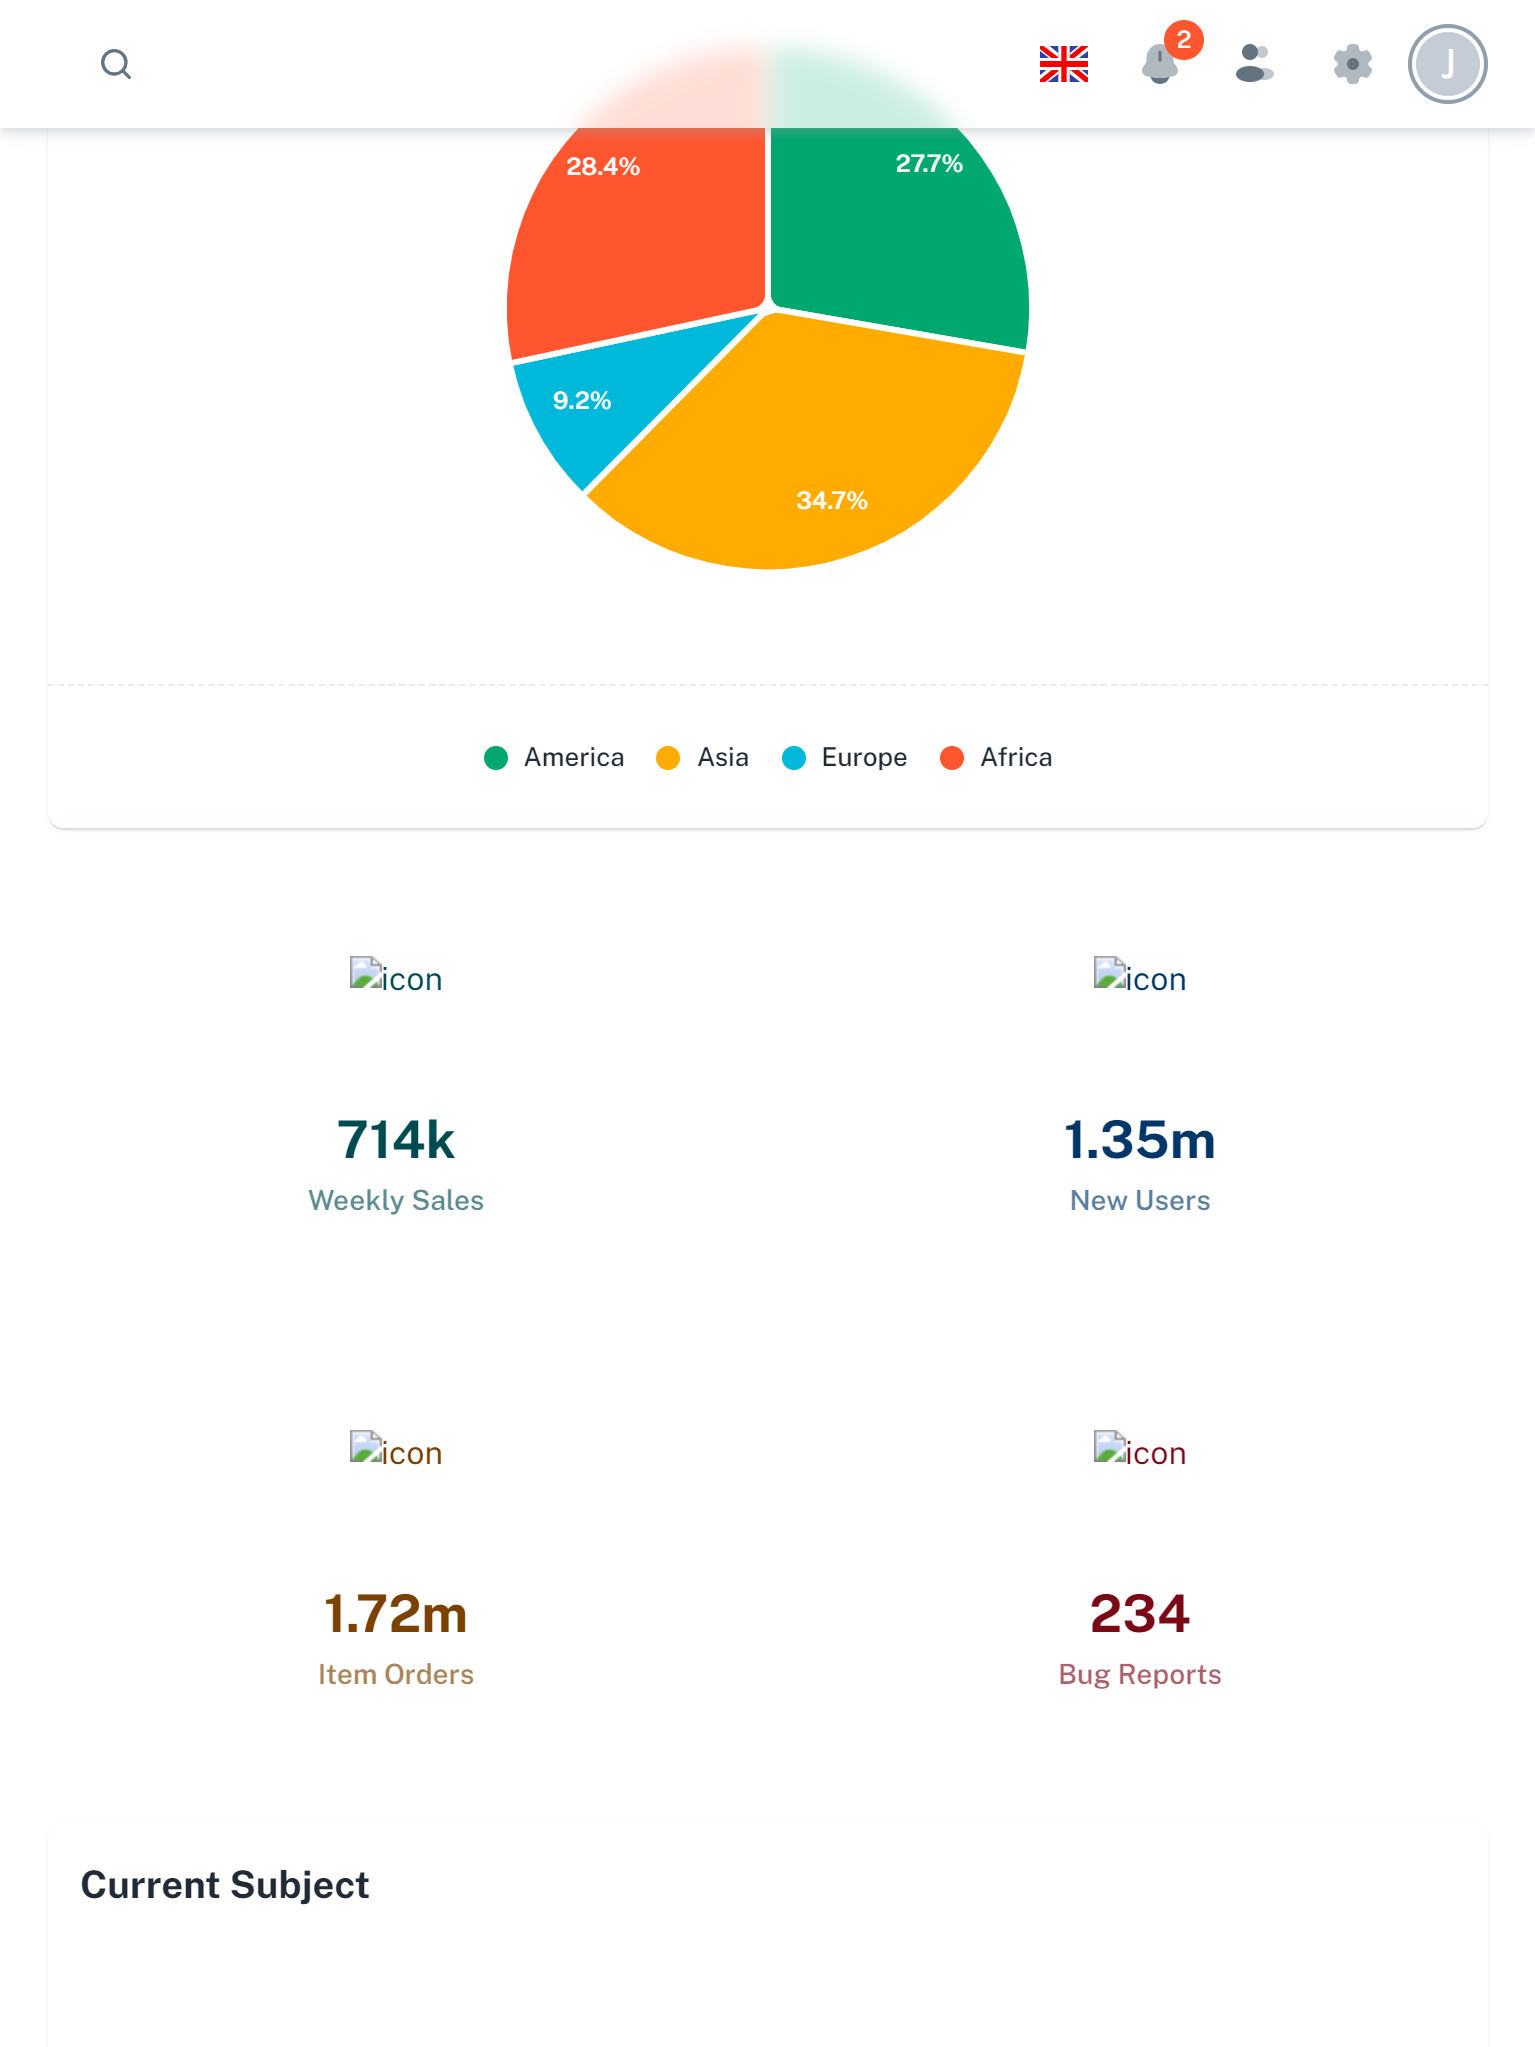 2
J
28.4%
27.7%
9.2%
34.7%
America Asia Europe Africa
icon
icon
714k
1.35m
Weekly Sales
New Users
icon
icon
1.72m
234
Item Orders
Bug Reports
Current Subject